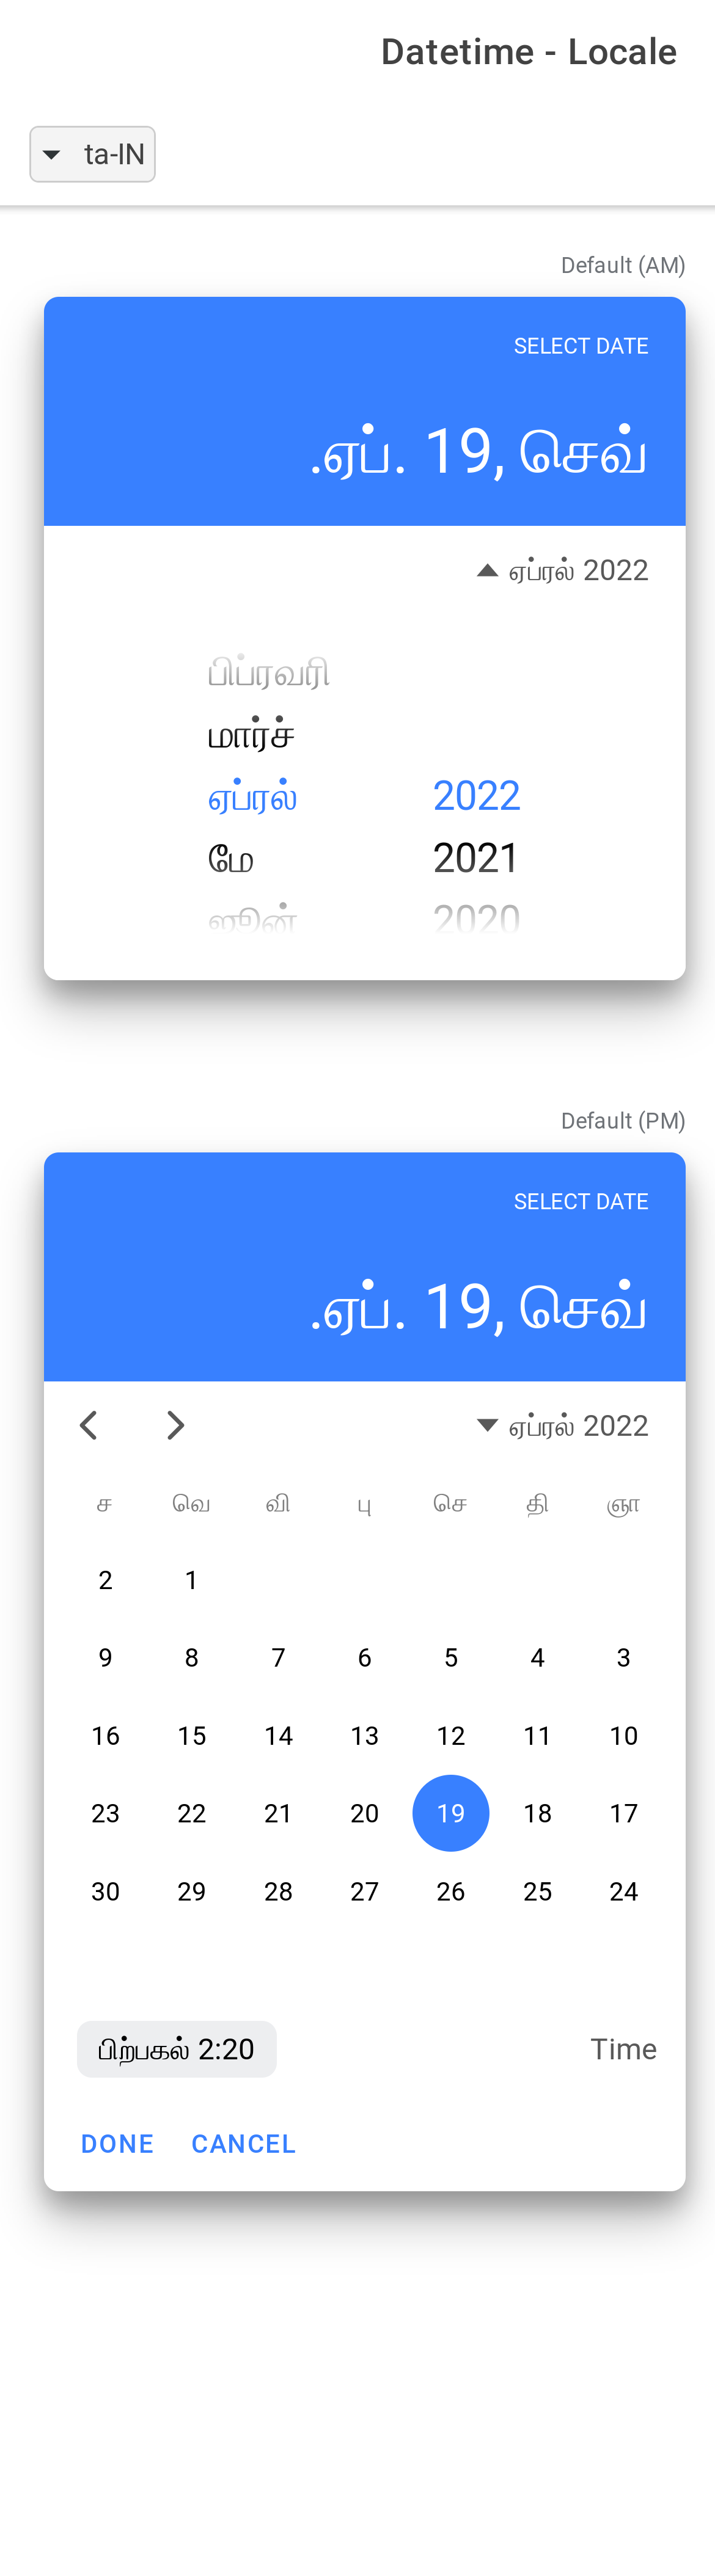 Datetime - Locale
ta-IN
Default (AM)
SELECT DATE
.ஏப். 19, செவ்
ஏப்ரல் 2022
பிப்ரவரி
மார்ச்
ஏப்ரல் 2022
மே 2021
ஜூன் 2020
Default (PM)
SELECT DATE
.ஏப். 19, செவ்
ஏப்ரல் 2022
ச வெ வி பு செ தி ஞா
2 1
9 8 7 6 5 4 3
16 15 14 13 12 11 10
23 22 21 20 19 18 17
30 29 28 27 26 25 24
பிற்பகல் 2:20 Time
DONE CANCEL